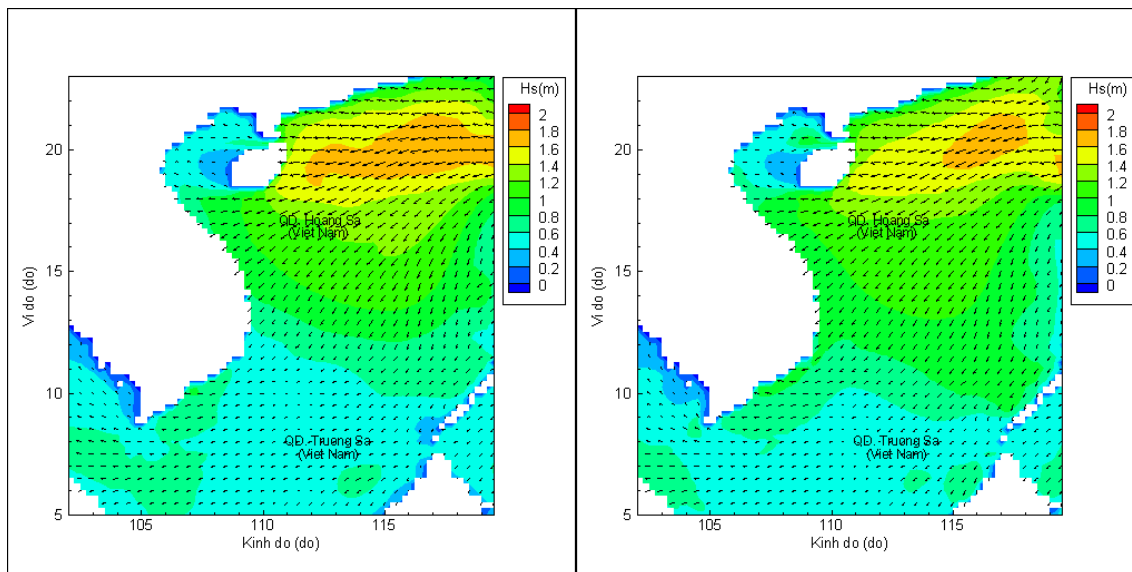 Hs(m)
2
1.8
1.6
1.4
1.2
1
0.8
0.6
0.4
0.2
0
20
15
10
5
Vi do (do)
QD. Hoang Sa
(Viet Nam)
QD. Truong Sa
(Viet Nam)
105
110
115
Kinh do (do)
Hs(m)
2
1.8
1.6
1.4
1.2
1
0.8
0.6
0.4
0.2
0
20
15
10
5
Vi do (do)
QD. Hoang Sa
(Viet Nam)
QD. Truong Sa
(Viet Nam)
105
110
115
Kinh do (do)